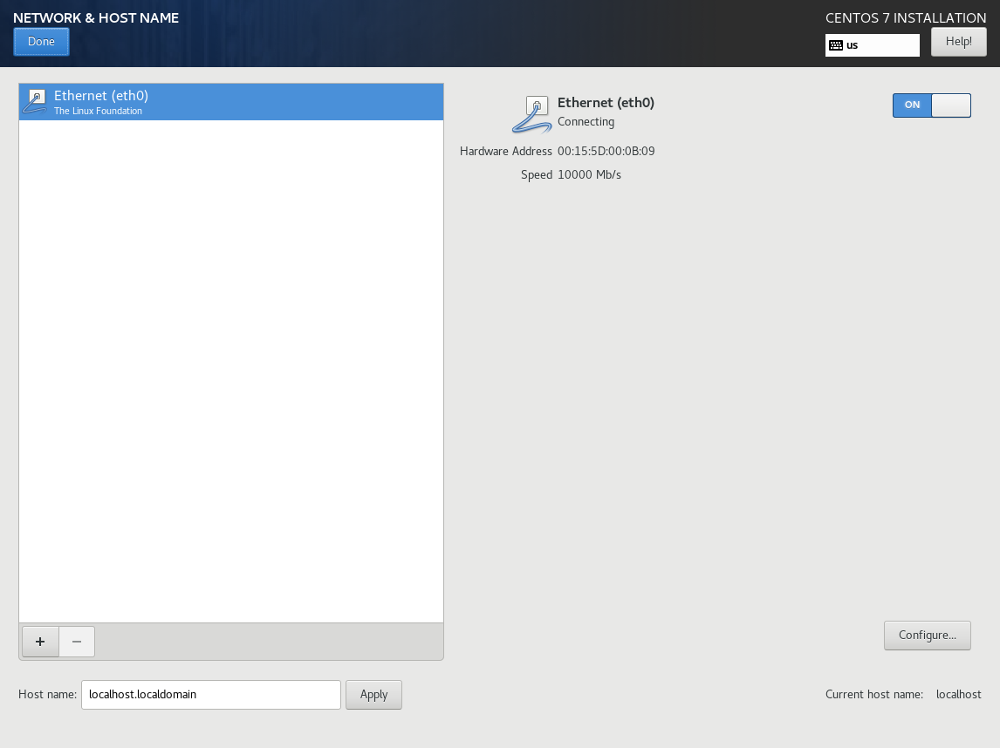 NETWORK & HOST NAME
CENTOS 7 INSTALLATION
Done
us
Help!
Ethernet (eth0)
The Linux Foundation
Ethernet (eth0)
Connecting
ON
Hardware Address 00:15:5D:00:0B:09
Speed 10000 Mb/s
+ −
Configure...
Host name: localhost.localdomain Apply
Current host name: localhost